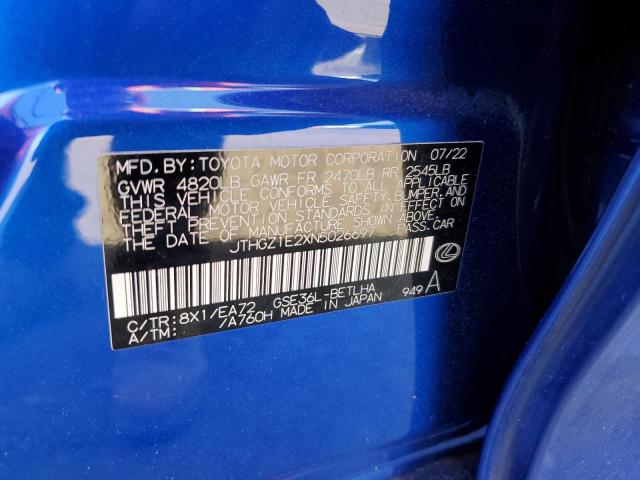 MFD. BY: TOYOTA MOTOR CORPORATION 07/22
GVWR 4820LB GAWR FR 2470LB RR 2545LB
THIS VEHICLE CONFORMS TO ALL APPLICABLE
FEDERAL MOTOR VEHICLE SAFETY AND
THEFT PREVENTION STANDARDS IN EFFECT ON
THE DATE OF MANUFACTURE SHOWN ABOVE.
PASS.CAR
C/TR: 8X1/EA72 GSE36L-BETLHA 949 A
A/TM: /A760H MADE IN JAPAN